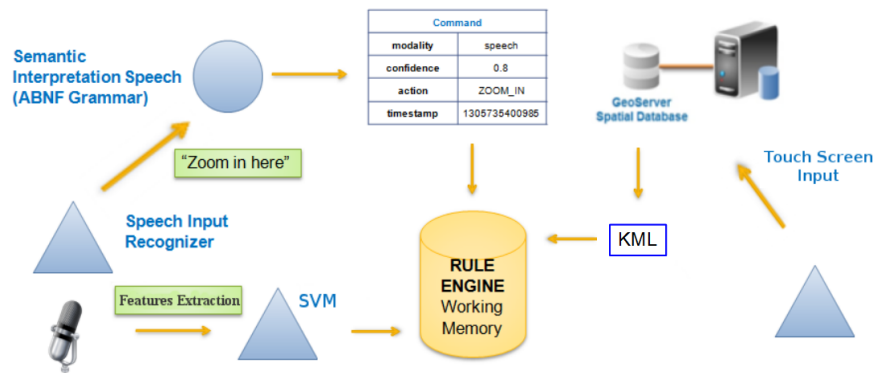 Semantic
Interpretation Speech
(ABNF Grammar)
Command
modality speech
confidence 0.8
action ZOOM_IN
timestamp 1305735400985
GeoServer
Spatial Database
"Zoom in here"
Touch Screen
Input
Speech Input
Recognizer
KML
RULE
ENGINE
Working
Memory
Features Extraction
SVM